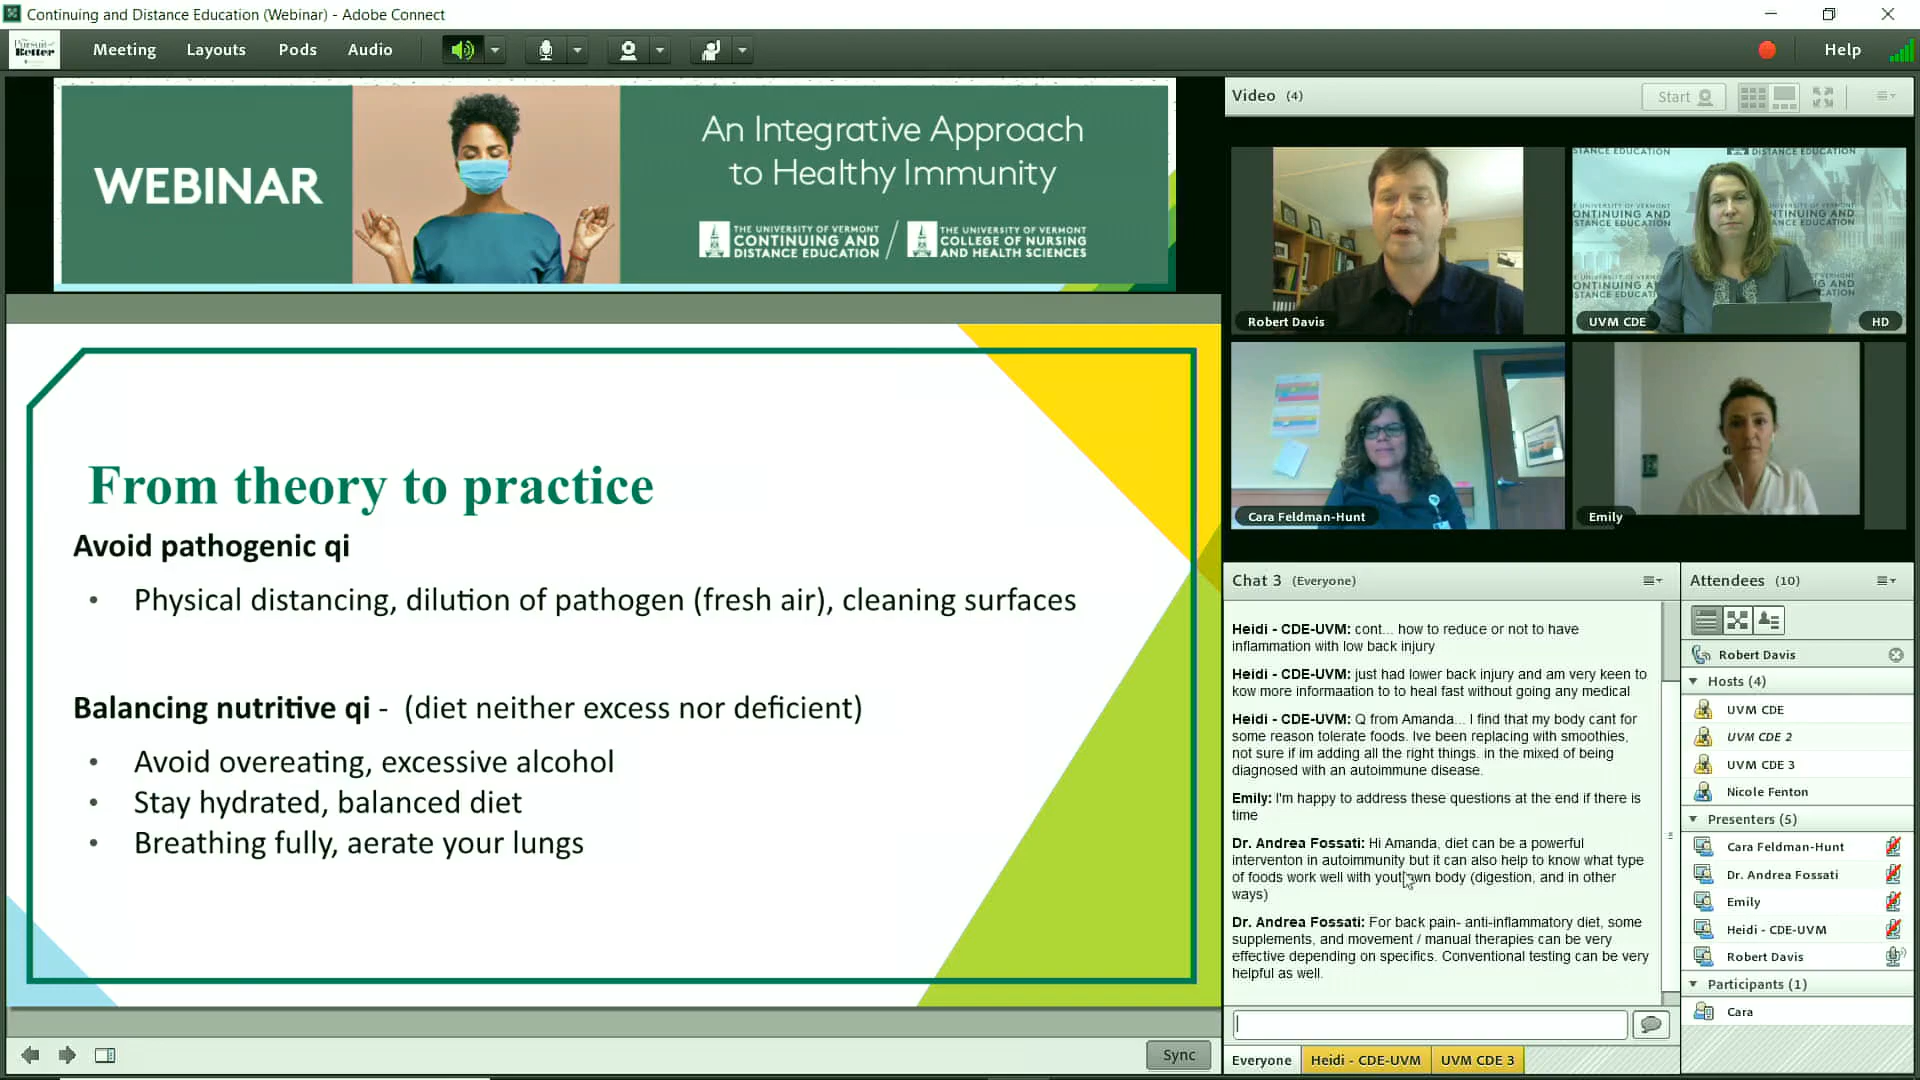 Continuing and Distance Education (Webinar) - Adobe Connect
Pursuit of
Better
Meeting
Layouts
Pods
Audio
Help
WEBINAR
An Integrative Approach
to Healthy Immunity
THE UNIVERSITY OF VERMONT
CONTINUING AND
DISTANCE EDUCATION
THE UNIVERSITY OF VERMONT
COLLEGE OF NURSING
AND HEALTH SCIENCES
From theory to practice
Avoid pathogenic qi
• Physical distancing, dilution of pathogen (fresh air), cleaning surfaces
Balancing nutritive qi - (diet neither excess nor deficient)
• Avoid overeating, excessive alcohol
• Stay hydrated, balanced diet
• Breathing fully, aerate your lungs
Sync
Video (4)
Start
Robert Davis
UVM CDE
HD
Cara Feldman-Hunt
Emily
Chat 3 (Everyone)
Heidi - CDE-UVM: cont... how to reduce or not to have
inflammation with low back injury
Heidi - CDE-UVM: just had lower back injury and am very keen to
kow more informaation to to heal fast without going any medical
Heidi - CDE-UVM: Q from Amanda... I find that my body cant for
some reason tolerate foods. Ive been replacing with smoothies,
not sure if im adding all the right things. in the mixed of being
diagnosed with an autoimmune disease.
Emily: I'm happy to address these questions at the end if there is
time
Dr. Andrea Fossati: Hi Amanda, diet can be a powerful
interventon in autoimmunity but it can also help to know what type
of foods work well with yout own body (digestion, and in other
ways)
Dr. Andrea Fossati: For back pain- anti-inflammatory diet, some
supplements, and movement / manual therapies can be very
effective depending on specifics. Conventional testing can be very
helpful as well.
Everyone
Heidi - CDE-UVM
UVM CDE 3
Attendees (10)
Robert Davis
Hosts (4)
UVM CDE
UVM CDE 2
UVM CDE 3
Nicole Fenton
Presenters (5)
Cara Feldman-Hunt
Dr. Andrea Fossati
Emily
Heidi - CDE-UVM
Robert Davis
Participants (1)
Cara